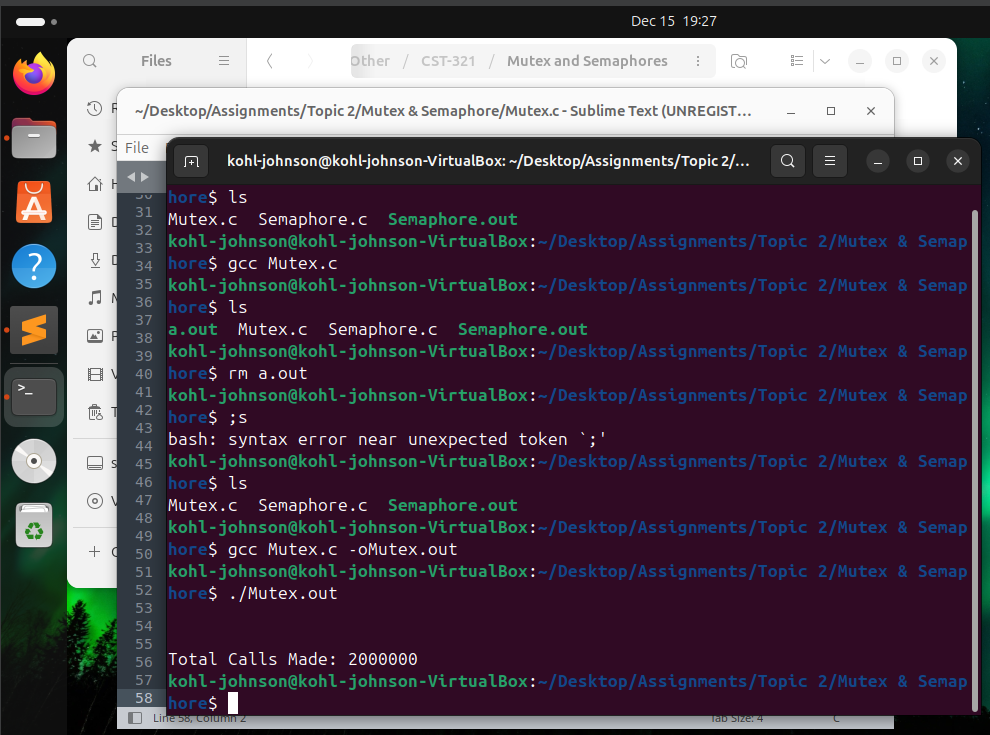 Dec 15 19:27
Files
Other / CST-321 / Mutex and Semaphores
~/Desktop/Assignments/Topic 2/Mutex & Semaphore/Mutex.c - Sublime Text (UNREGIST...
File
kohl-johnson@kohl-johnson-VirtualBox: ~/Desktop/Assignments/Topic 2/...
hore$ ls
Mutex.c Semaphore.c Semaphore.out
kohl-johnson@kohl-johnson-VirtualBox:~/Desktop/Assignments/Topic 2/Mutex & Semap
hore$ gcc Mutex.c
kohl-johnson@kohl-johnson-VirtualBox:~/Desktop/Assignments/Topic 2/Mutex & Semap
hore$ ls
a.out Mutex.c Semaphore.c Semaphore.out
kohl-johnson@kohl-johnson-VirtualBox:~/Desktop/Assignments/Topic 2/Mutex & Semap
hore$ rm a.out
kohl-johnson@kohl-johnson-VirtualBox:~/Desktop/Assignments/Topic 2/Mutex & Semap
hore$ ;s
bash: syntax error near unexpected token `;'
kohl-johnson@kohl-johnson-VirtualBox:~/Desktop/Assignments/Topic 2/Mutex & Semap
hore$ ls
Mutex.c Semaphore.c Semaphore.out
kohl-johnson@kohl-johnson-VirtualBox:~/Desktop/Assignments/Topic 2/Mutex & Semap
hore$ gcc Mutex.c -oMutex.out
kohl-johnson@kohl-johnson-VirtualBox:~/Desktop/Assignments/Topic 2/Mutex & Semap
hore$ ./Mutex.out
Total Calls Made: 2000000
kohl-johnson@kohl-johnson-VirtualBox:~/Desktop/Assignments/Topic 2/Mutex & Semap
hore$
30
31
32
33
34
35
36
37
38
39
40
41
42
43
44
45
46
47
48
49
50
51
52
53
54
55
56
57
58
Line 58, Column 2
Tab Size: 4
C